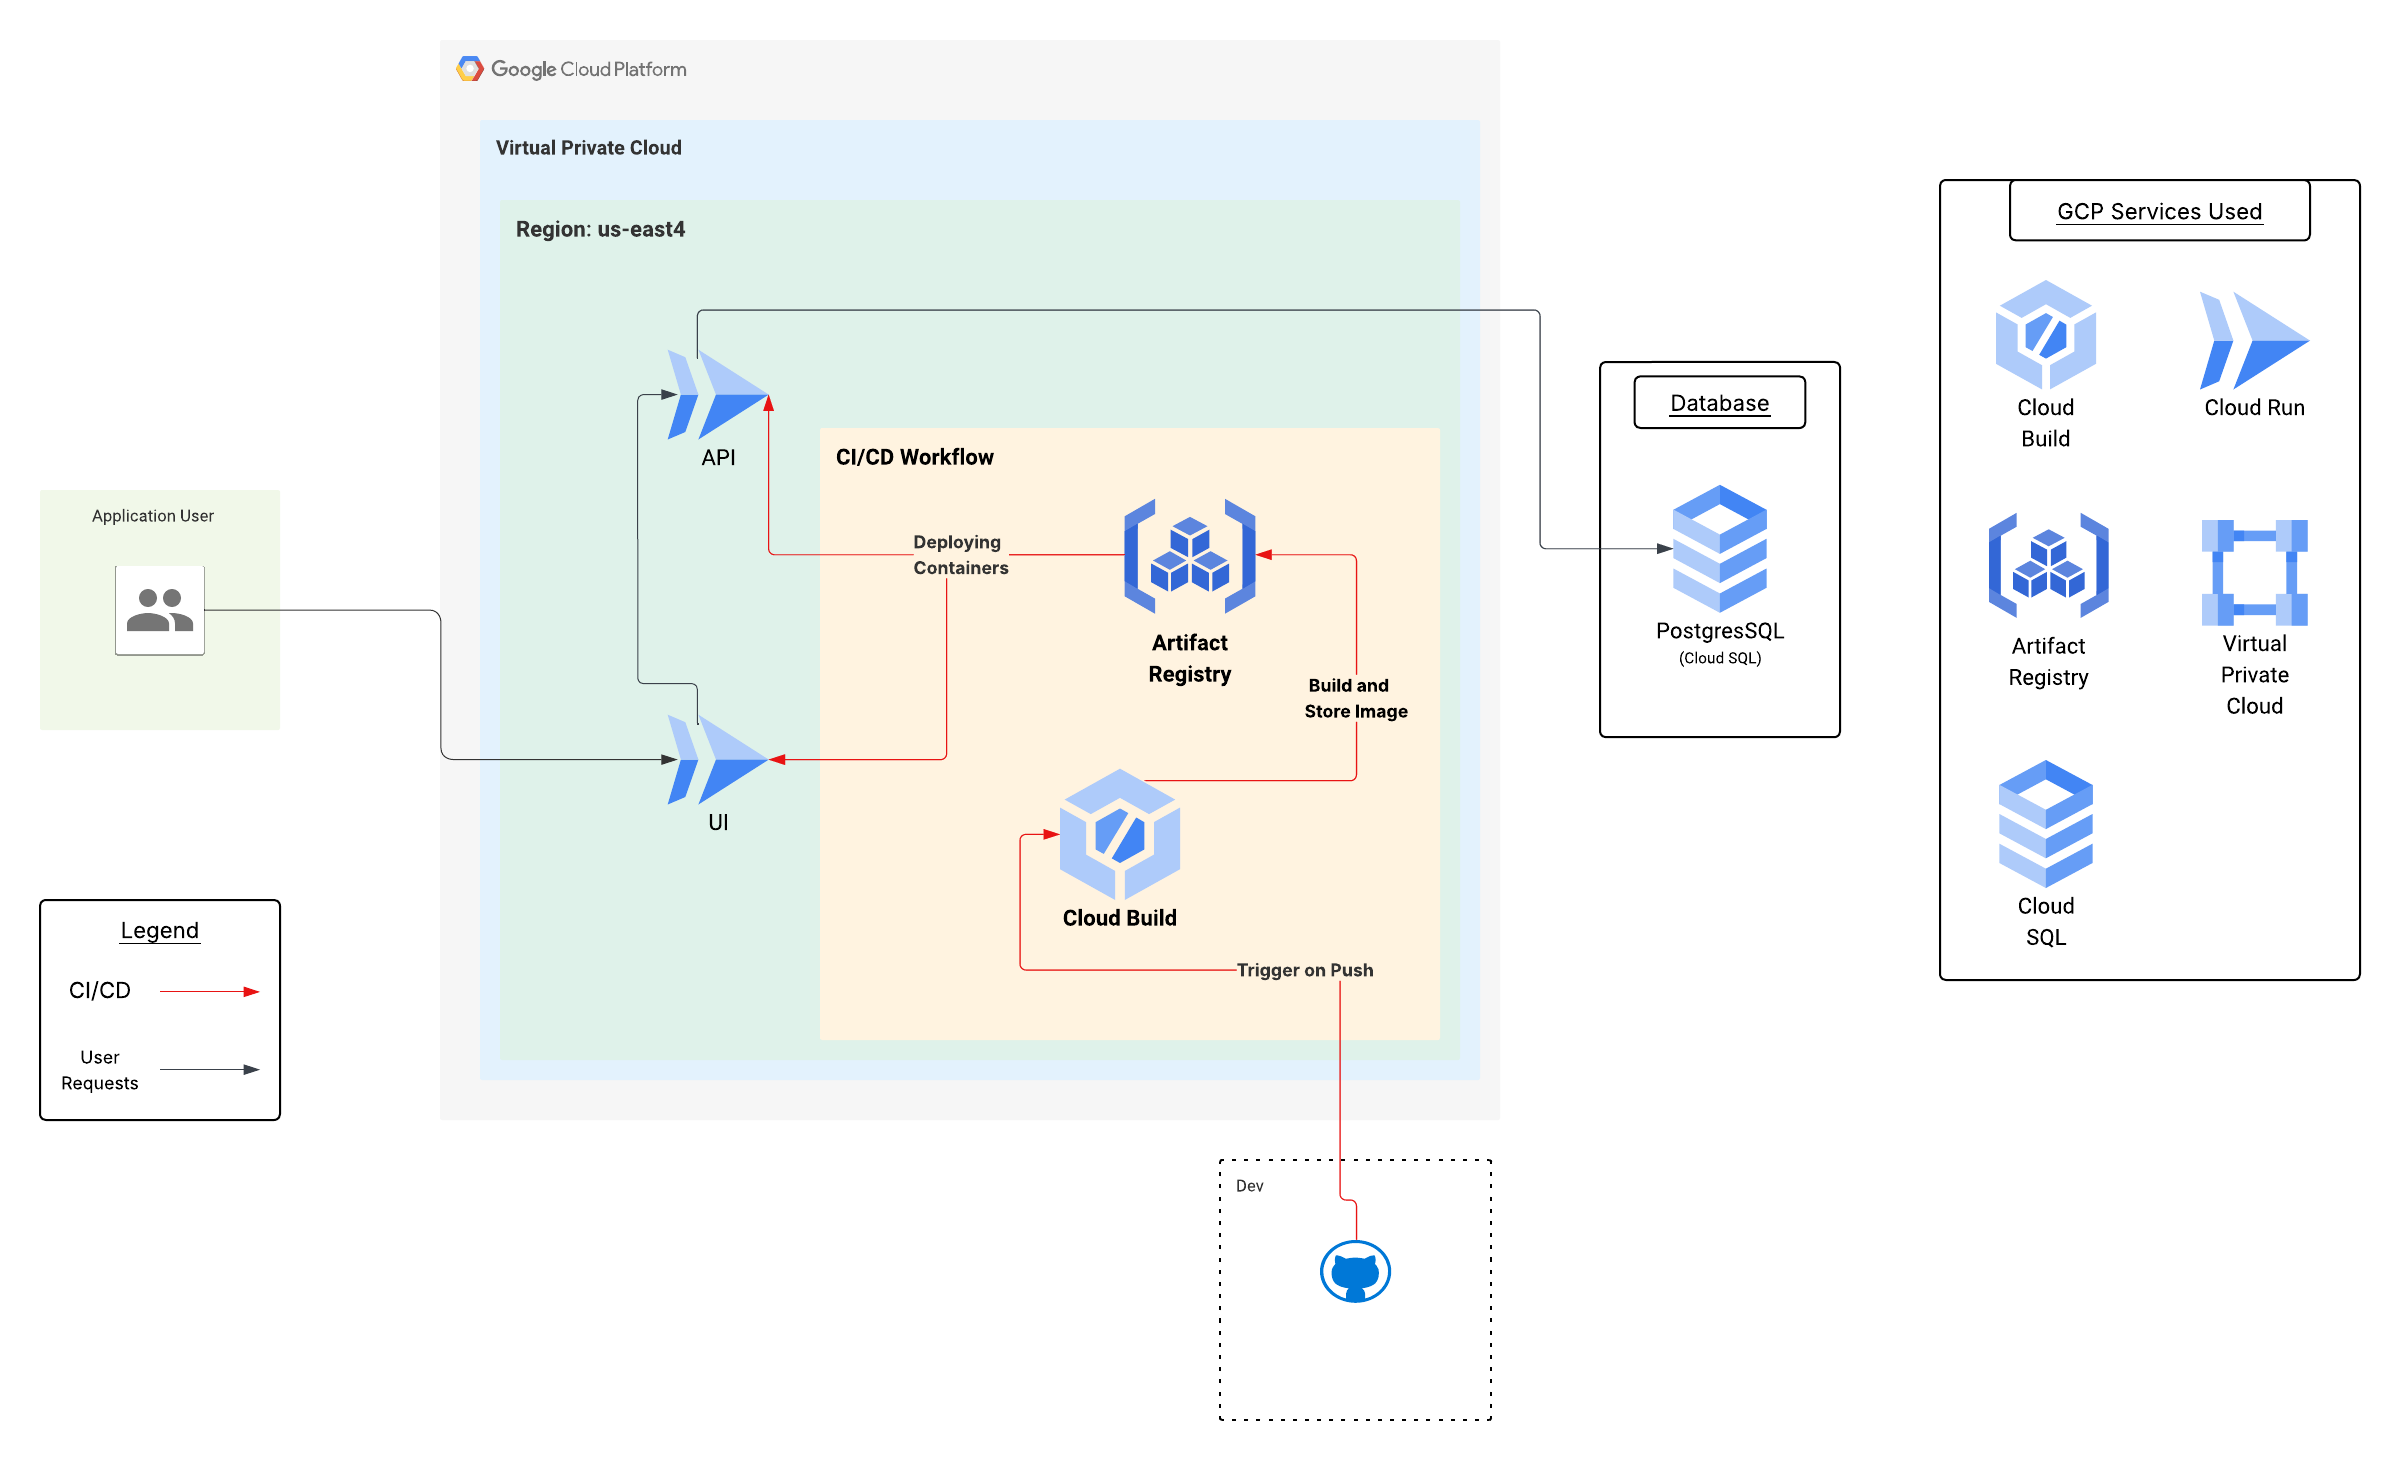 Google Cloud Platform
Virtual Private Cloud
Region: us-east4
API
CI/CD Workflow
Deploying
Containers
Artifact
Registry
Build and
Store Image
UI
Cloud Build
Trigger on Push
Application User
Legend
CI/CD
User
Requests
Dev
Database
PostgresSQL
(Cloud SQL)
GCP Services Used
Cloud
Build
Cloud Run
Artifact
Registry
Virtual
Private
Cloud
Cloud
SQL